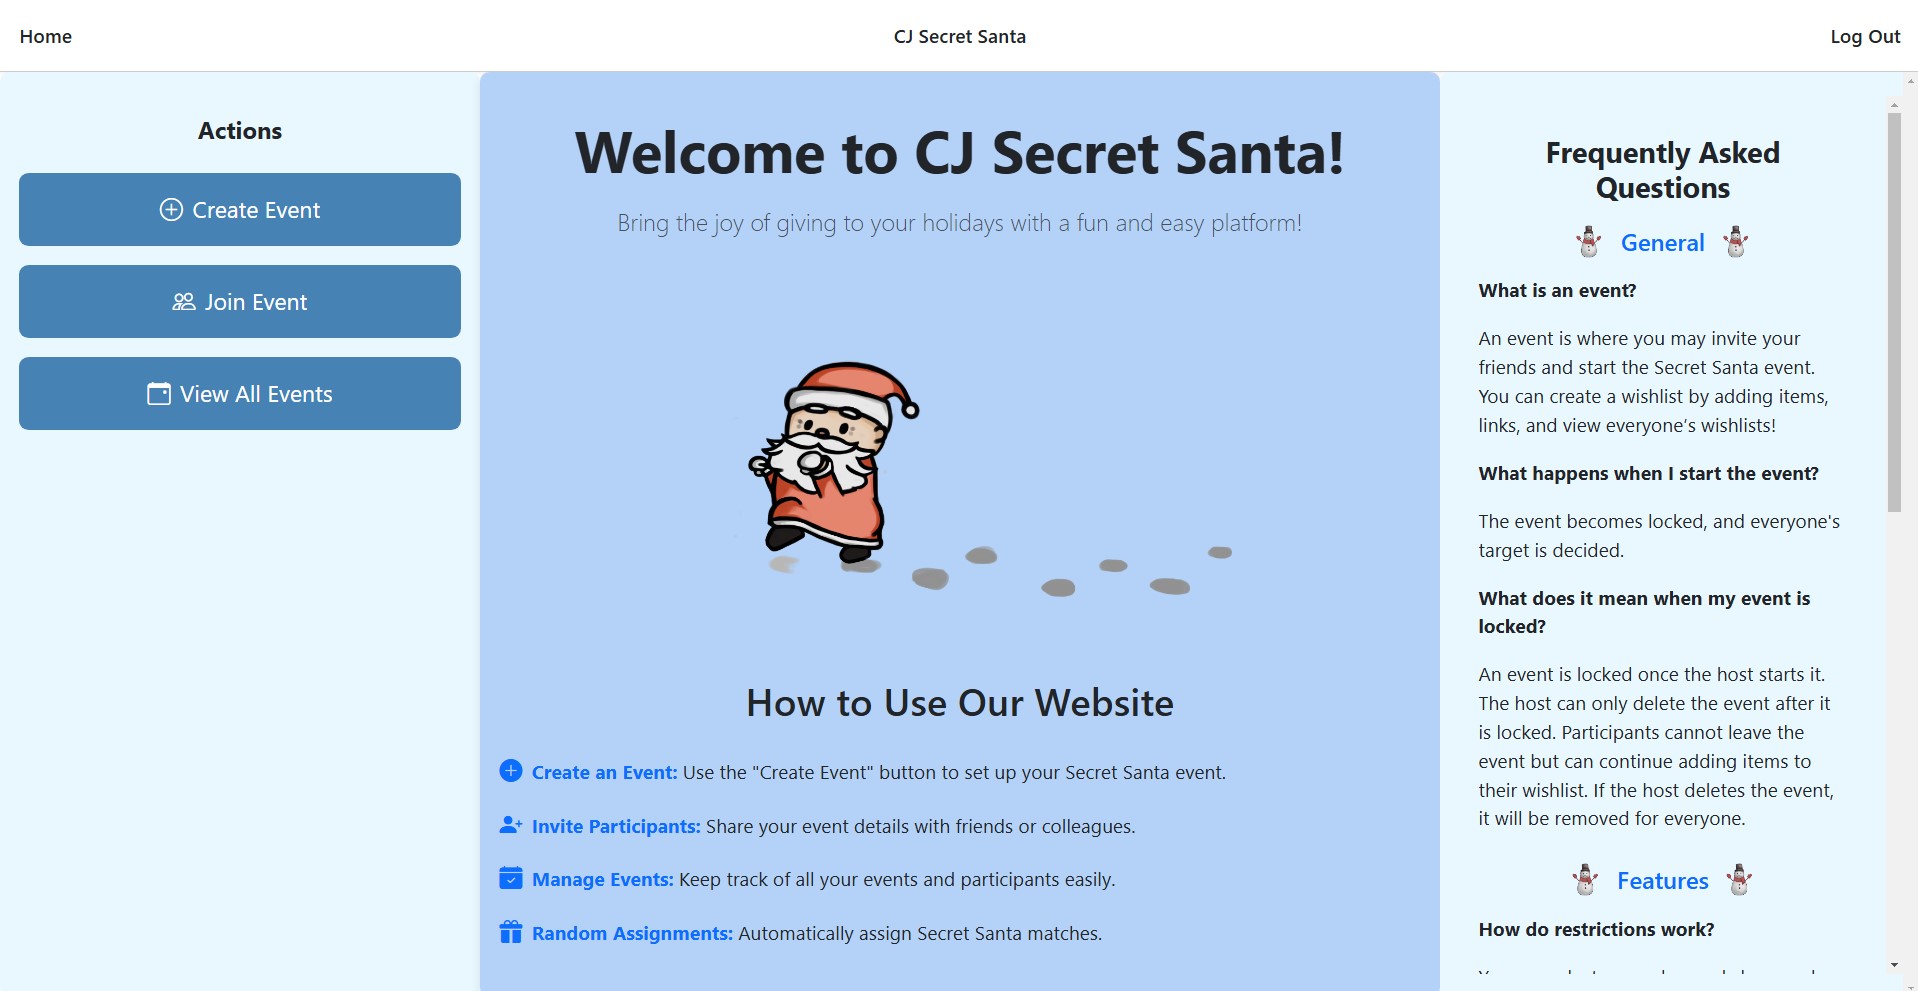 Home
CJ Secret Santa
Log Out
Actions
Create Event
Join Event
View All Events
Welcome to CJ Secret Santa!
Bring the joy of giving to your holidays with a fun and easy platform!
How to Use Our Website
Create an Event: Use the "Create Event" button to set up your Secret Santa event.
Invite Participants: Share your event details with friends or colleagues.
Manage Events: Keep track of all your events and participants easily.
Random Assignments: Automatically assign Secret Santa matches.
Frequently Asked
Questions
General
What is an event?
An event is where you may invite your
friends and start the Secret Santa event.
You can create a wishlist by adding items,
links, and view everyone’s wishlists!
What happens when I start the event?
The event becomes locked, and everyone's
target is decided.
What does it mean when my event is
locked?
An event is locked once the host starts it.
The host can only delete the event after it
is locked. Participants cannot leave the
event but can continue adding items to
their wishlist. If the host deletes the event,
it will be removed for everyone.
Features
How do restrictions work?